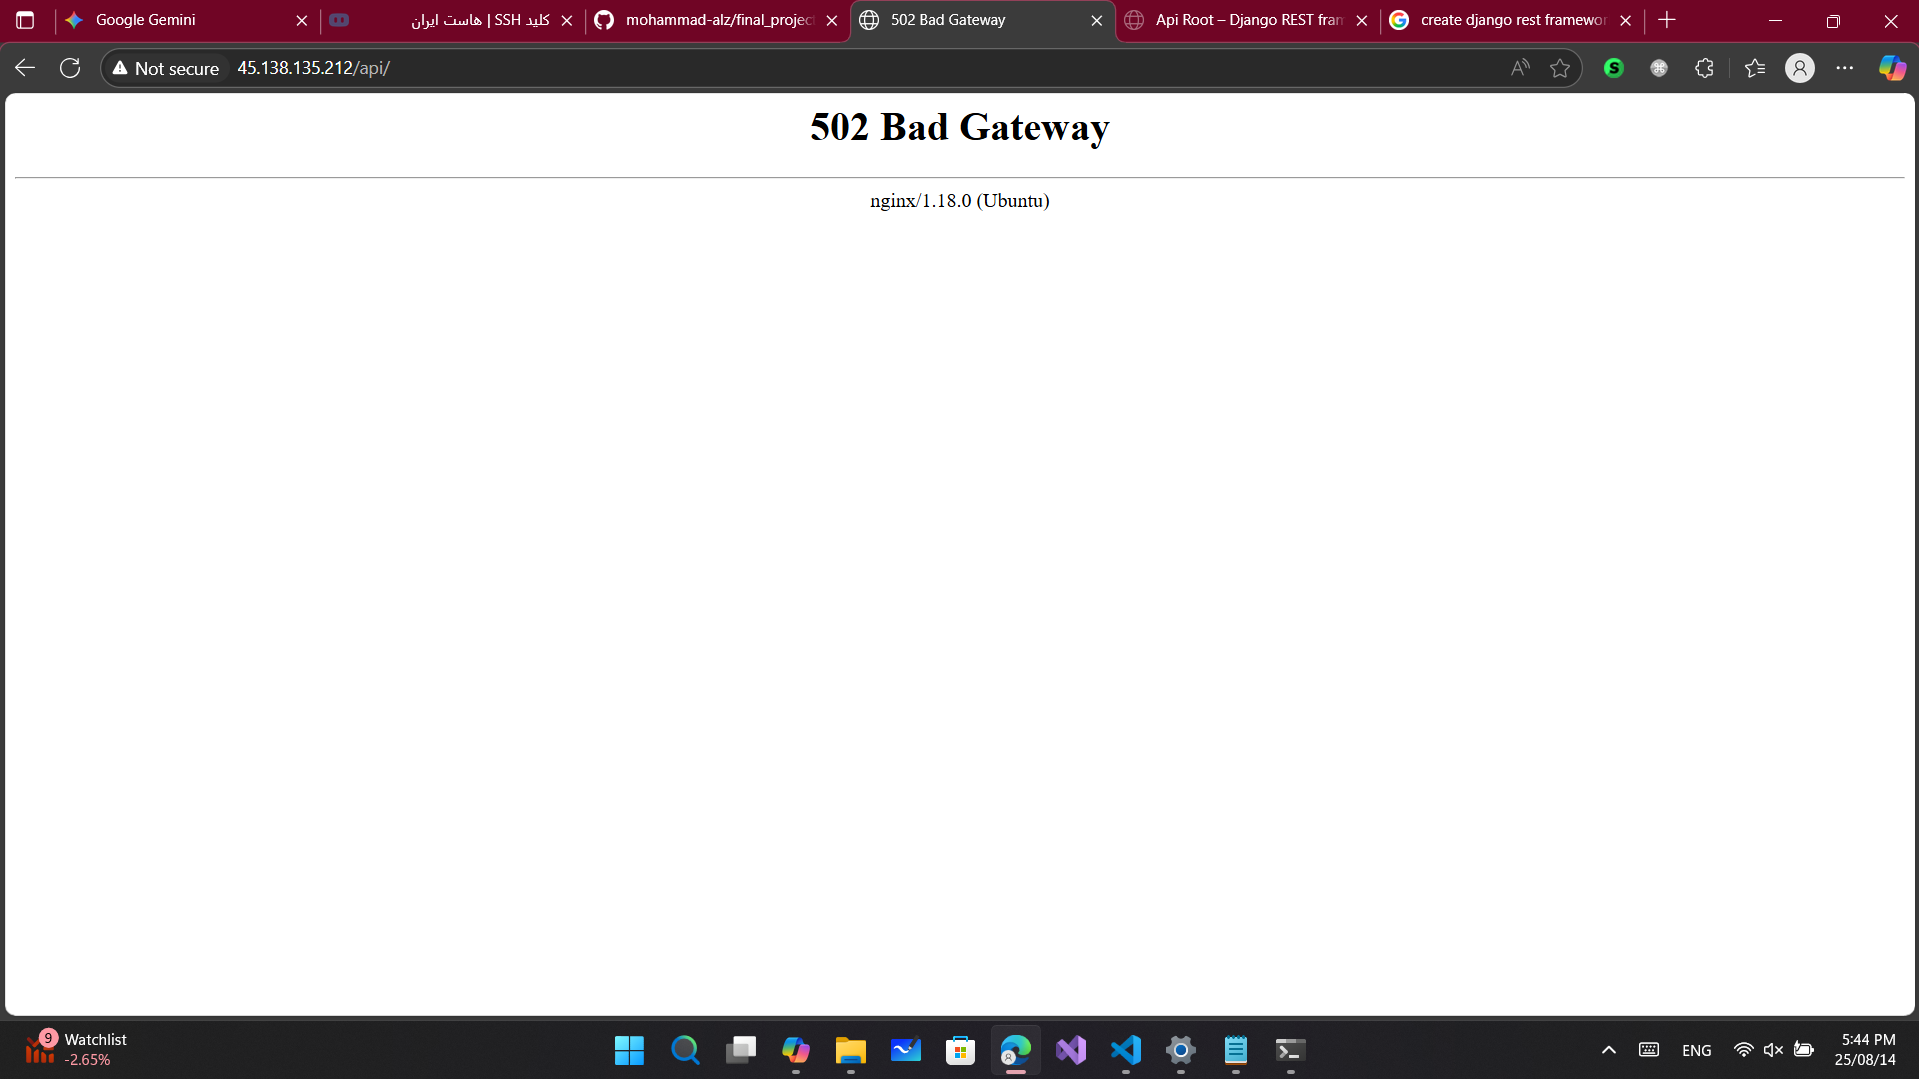 Google Gemini
کلید SSH | هاست ایران
mohammad-alz/final_project
502 Bad Gateway
Api Root – Django REST fram
create django rest framewor
Not secure
45.138.135.212/api/
502 Bad Gateway
nginx/1.18.0 (Ubuntu)
9
Watchlist
-2.65%
ENG
5:44 PM
25/08/14